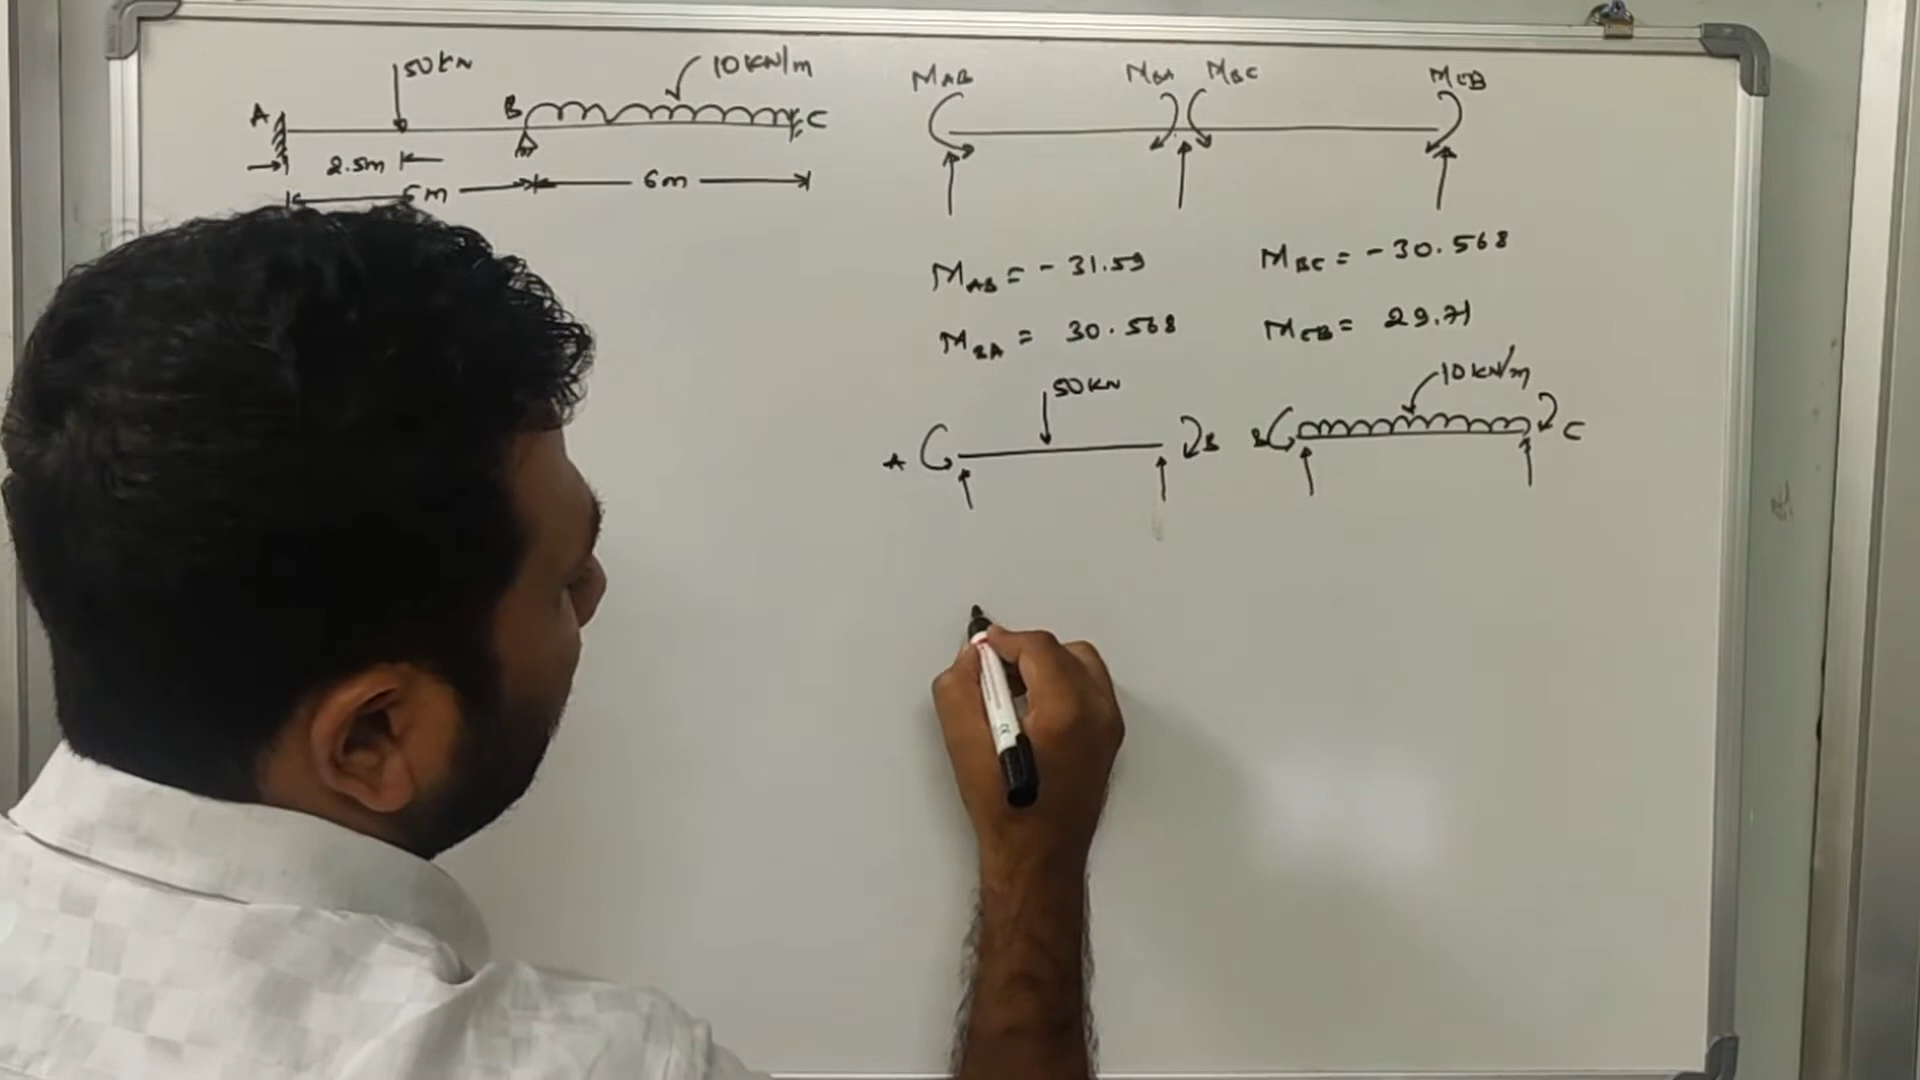 50KN
10KN/m
A
B
C
2.5m
5m
6m
MAB
MBA
MBC
MCB
MAB = - 31.59
MBC = - 30.568
MBA = 30.568
MCB = 29.71
50KN
10KN/m
A
B
B
C